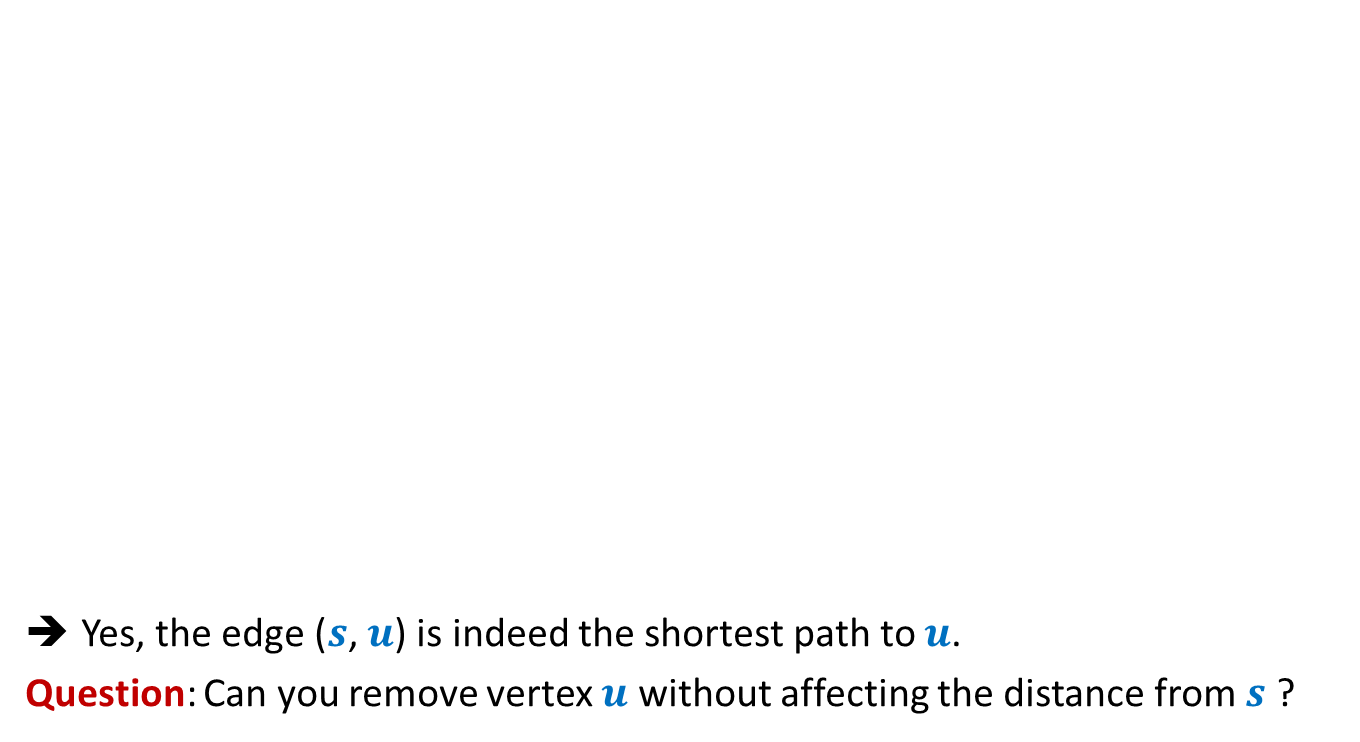 ➔ Yes, the edge (s, u) is indeed the shortest path to u.
Question: Can you remove vertex u without affecting the distance from s ?